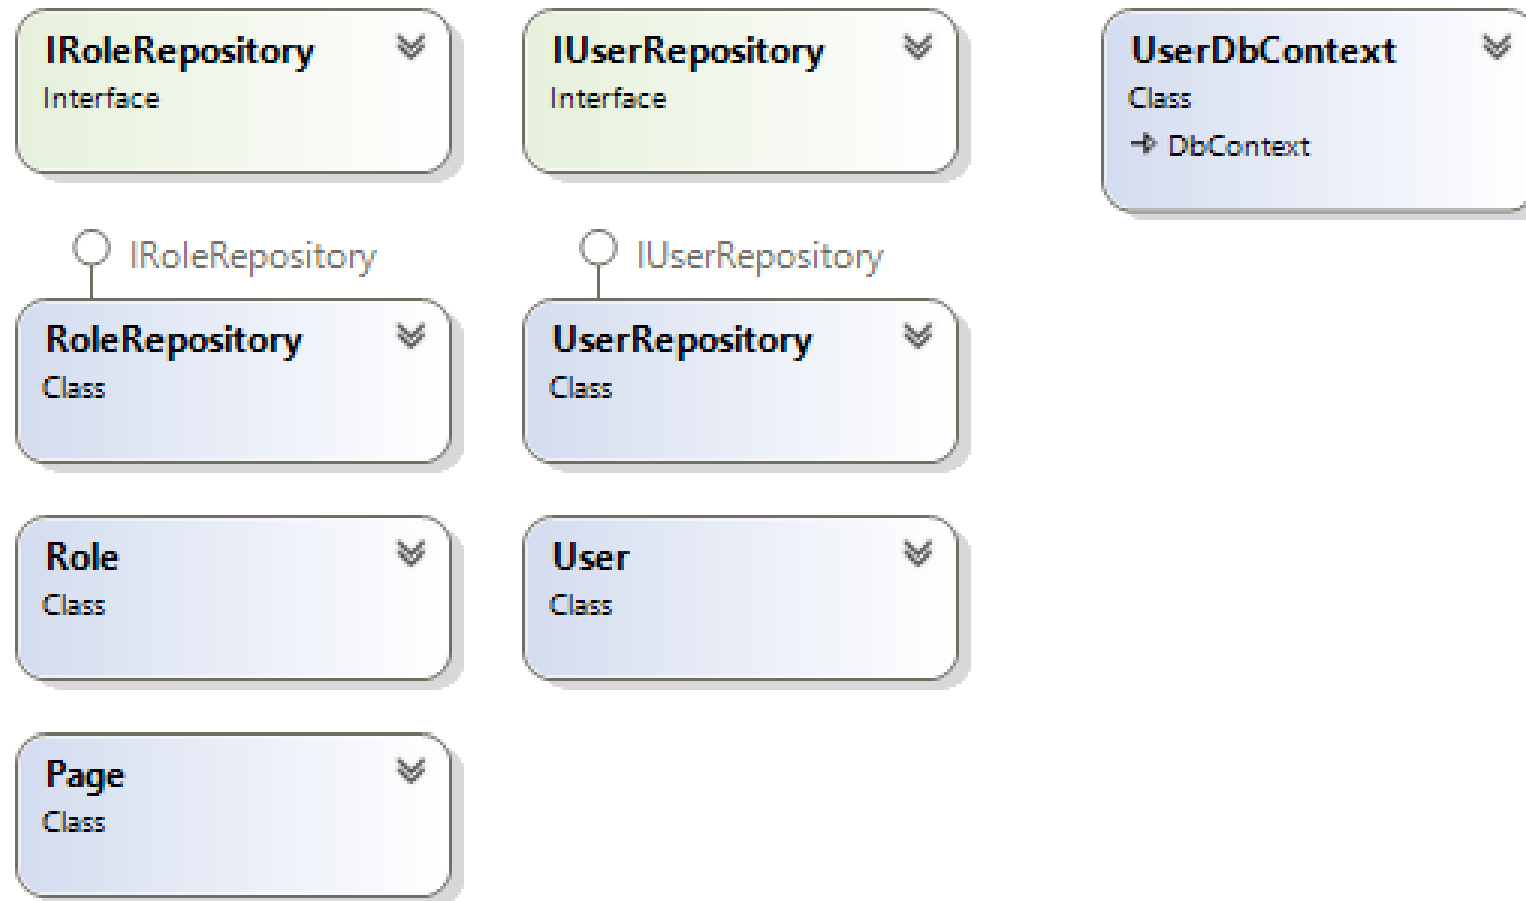 IRoleRepository
Interface
IUserRepository
Interface
UserDbContext
Class
DbContext
IRoleRepository
IUserRepository
RoleRepository
Class
UserRepository
Class
Role
Class
User
Class
Page
Class